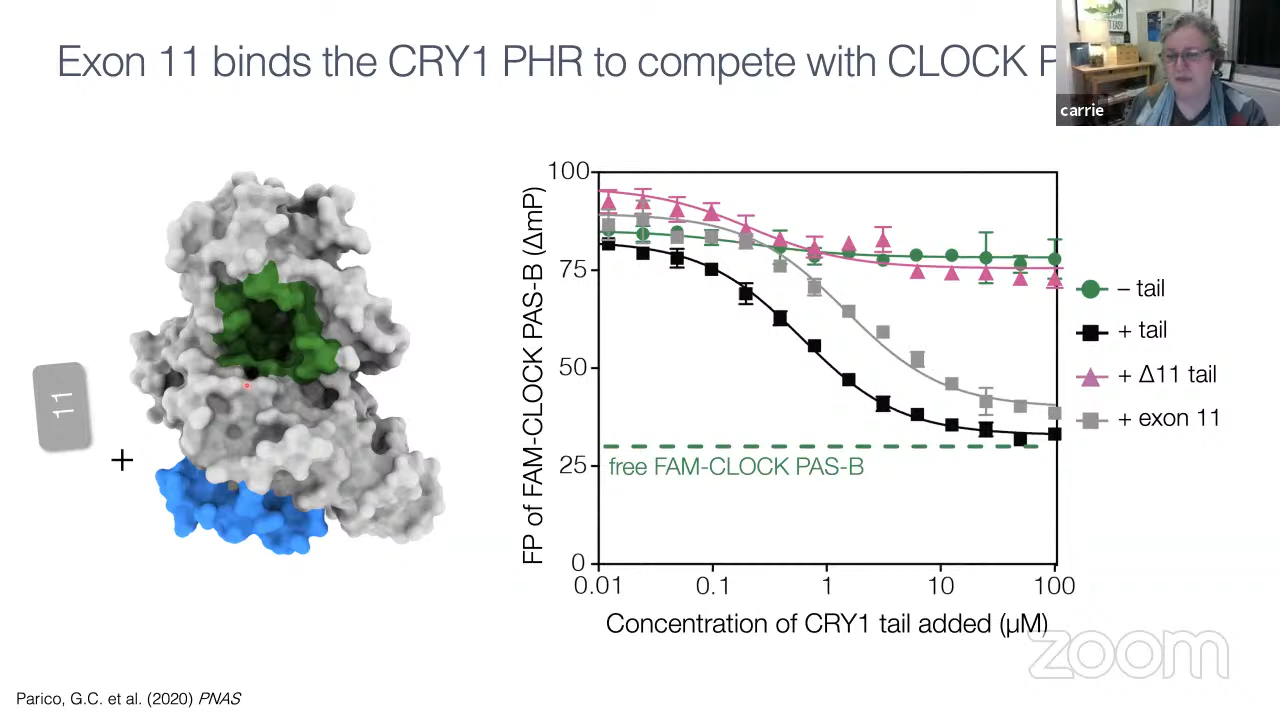 Exon 11 binds the CRY1 PHR to compete with CLOCK P
carrie
11
+
FP of FAM-CLOCK PAS-B (ΔmP)
100
75
50
25
0
free FAM-CLOCK PAS-B
0.01 0.1 1 10 100
Concentration of CRY1 tail added (µM)
– tail
+ tail
+ Δ11 tail
+ exon 11
zoom
Parico, G.C. et al. (2020) PNAS